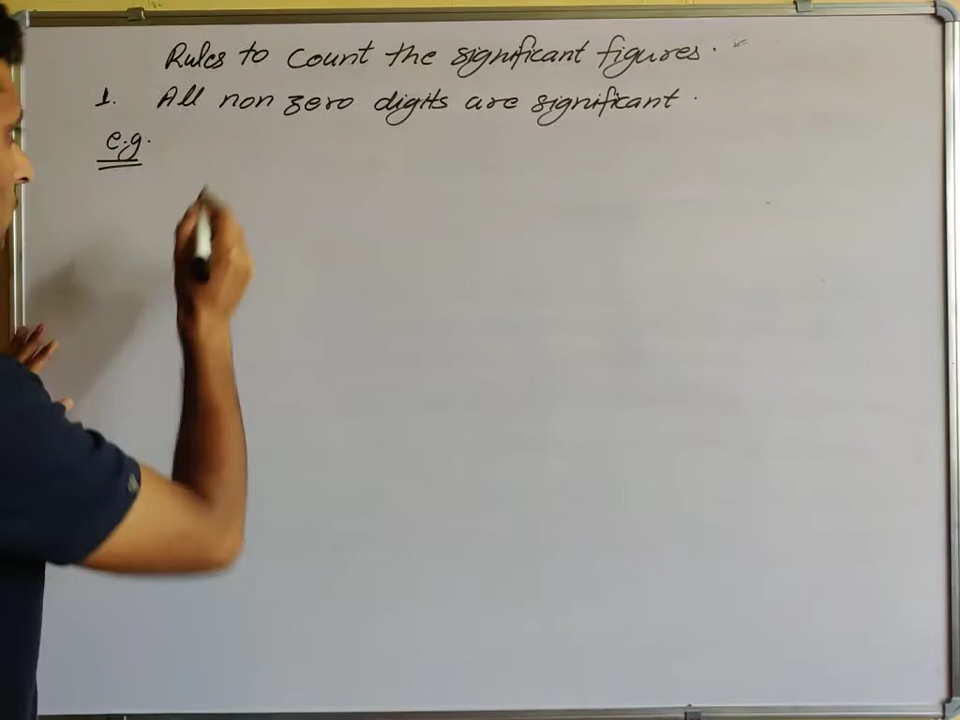 Rules to count the significant figures.
1. All non zero digits are significant.
e.g.